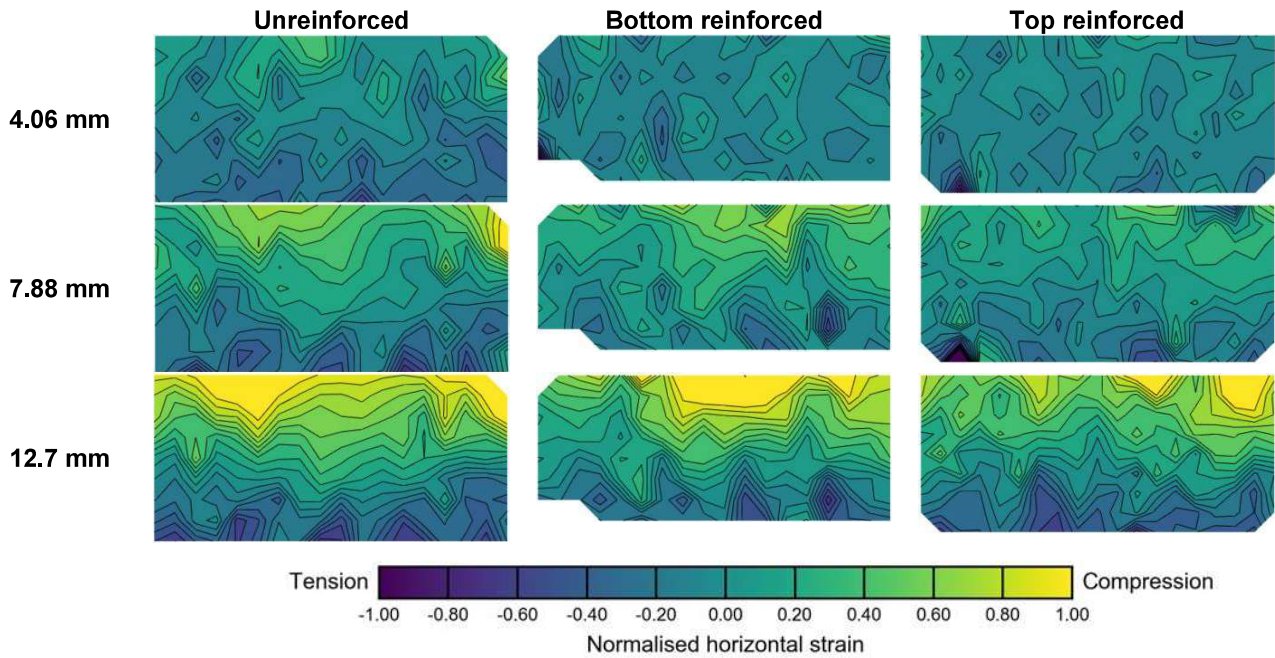 Unreinforced Bottom reinforced Top reinforced
4.06 mm
7.88 mm
12.7 mm
Tension Compression
-1.00 -0.80 -0.60 -0.40 -0.20 0.00 0.20 0.40 0.60 0.80 1.00
Normalised horizontal strain